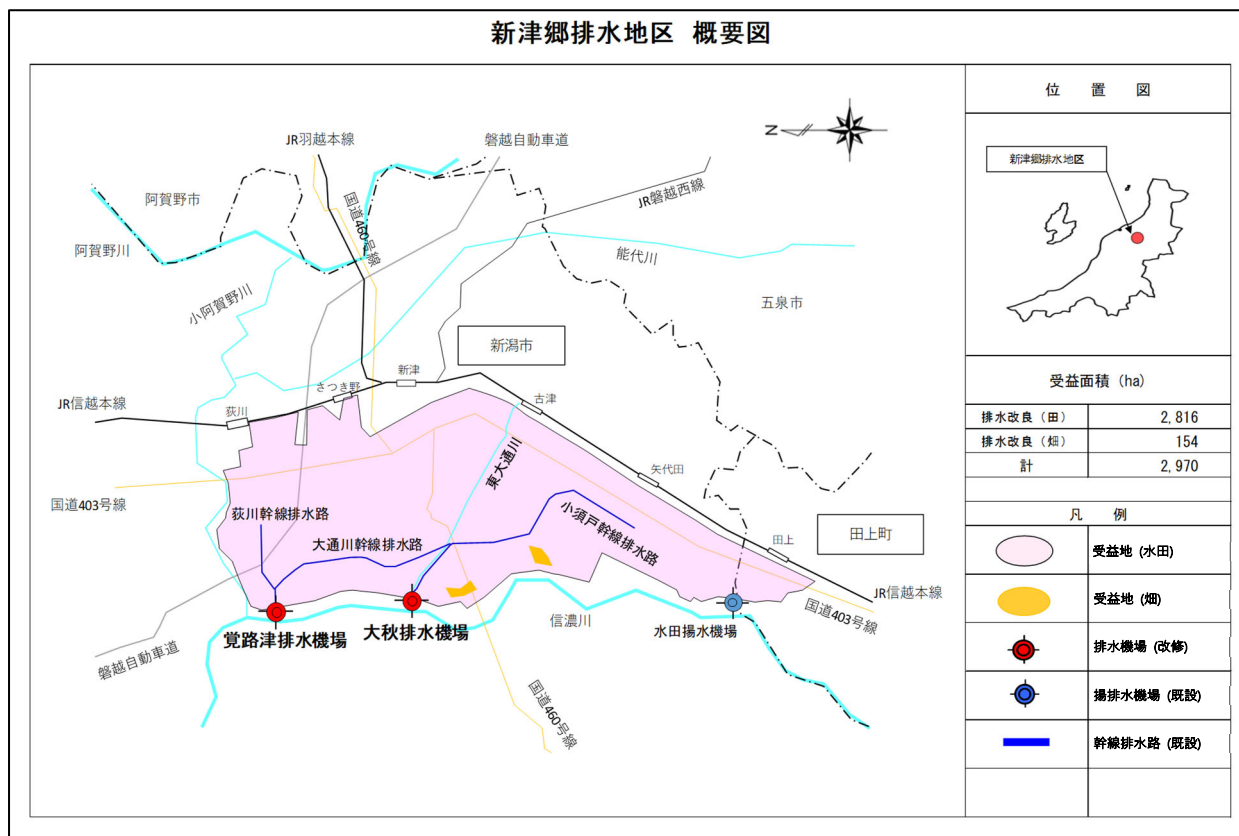 新津郷排水地区 概要図
JR羽越本線
磐越自動車道
N
阿賀野市
国道460号線
JR磐越西線
阿賀野川
能代川
小阿賀野川
五泉市
新潟市
新津
さつき野
JR信越本線
荻川
古津
東大通川
矢代田
国道403号線
荻川幹線排水路
小須戸幹線排水路
大通川幹線排水路
田上町
田上
JR信越本線
国道403号線
信濃川
覚路津排水機場
大秋排水機場
水田揚水機場
磐越自動車道
国道460号線
位 置 図
新津郷排水地区
受益面積 (ha)
排水改良(田) 2,816
排水改良(畑) 154
計 2,970
凡 例
受益地 (水田)
受益地 (畑)
排水機場 (改修)
揚排水機場 (既設)
幹線排水路 (既設)